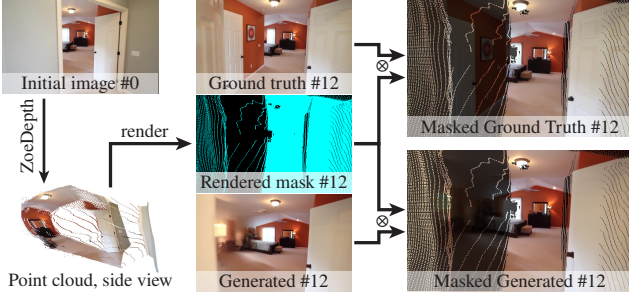 Initial image #0
Ground truth #12
Masked Ground Truth #12
ZoeDepth
render
Rendered mask #12
Point cloud, side view
Generated #12
Masked Generated #12